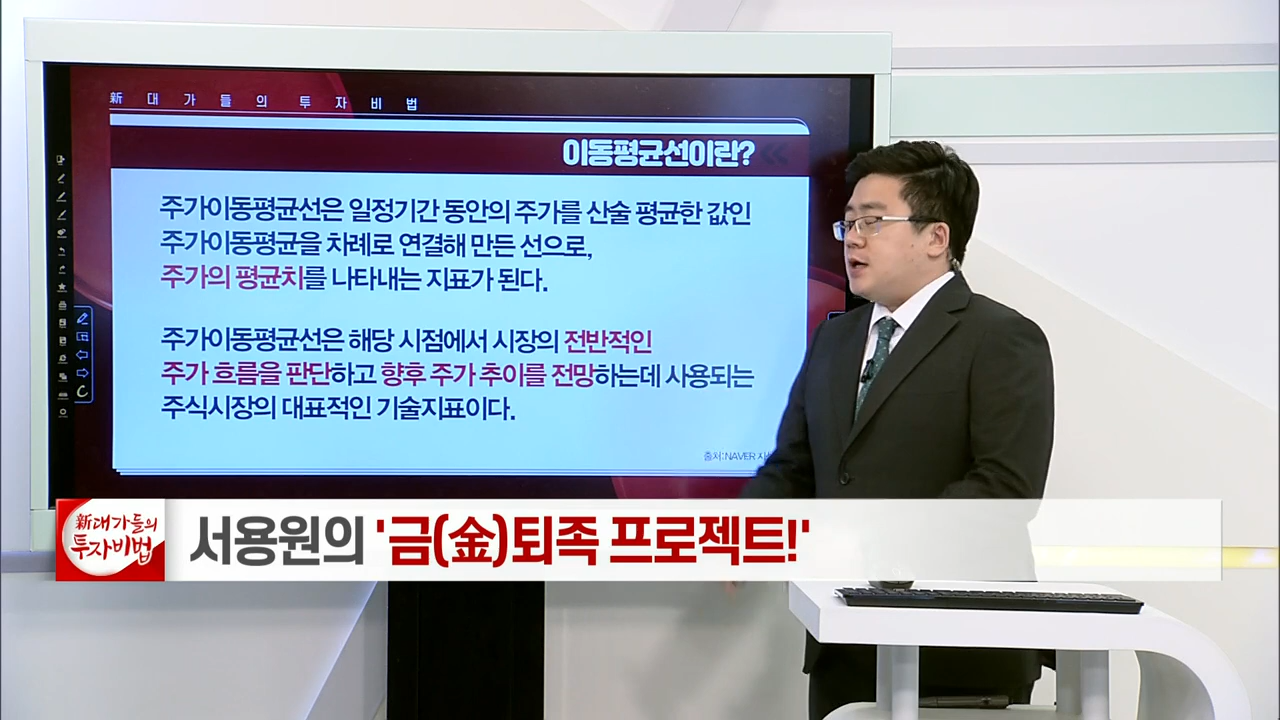 新 대 가 들 의 투 자 비 법
이동평균선이란?
주가이동평균선은 일정기간 동안의 주가를 산술 평균한 값인
주가이동평균을 차례로 연결해 만든 선으로,
주가의 평균치를 나타내는 지표가 된다.
주가이동평균선은 해당 시점에서 시장의 전반적인
주가 흐름을 판단하고 향후 주가 추이를 전망하는데 사용되는
주식시장의 대표적인 기술지표이다.
출처:NAVER
新대가들의
투자비법
서용원의 '금(金)퇴족 프로젝트!'